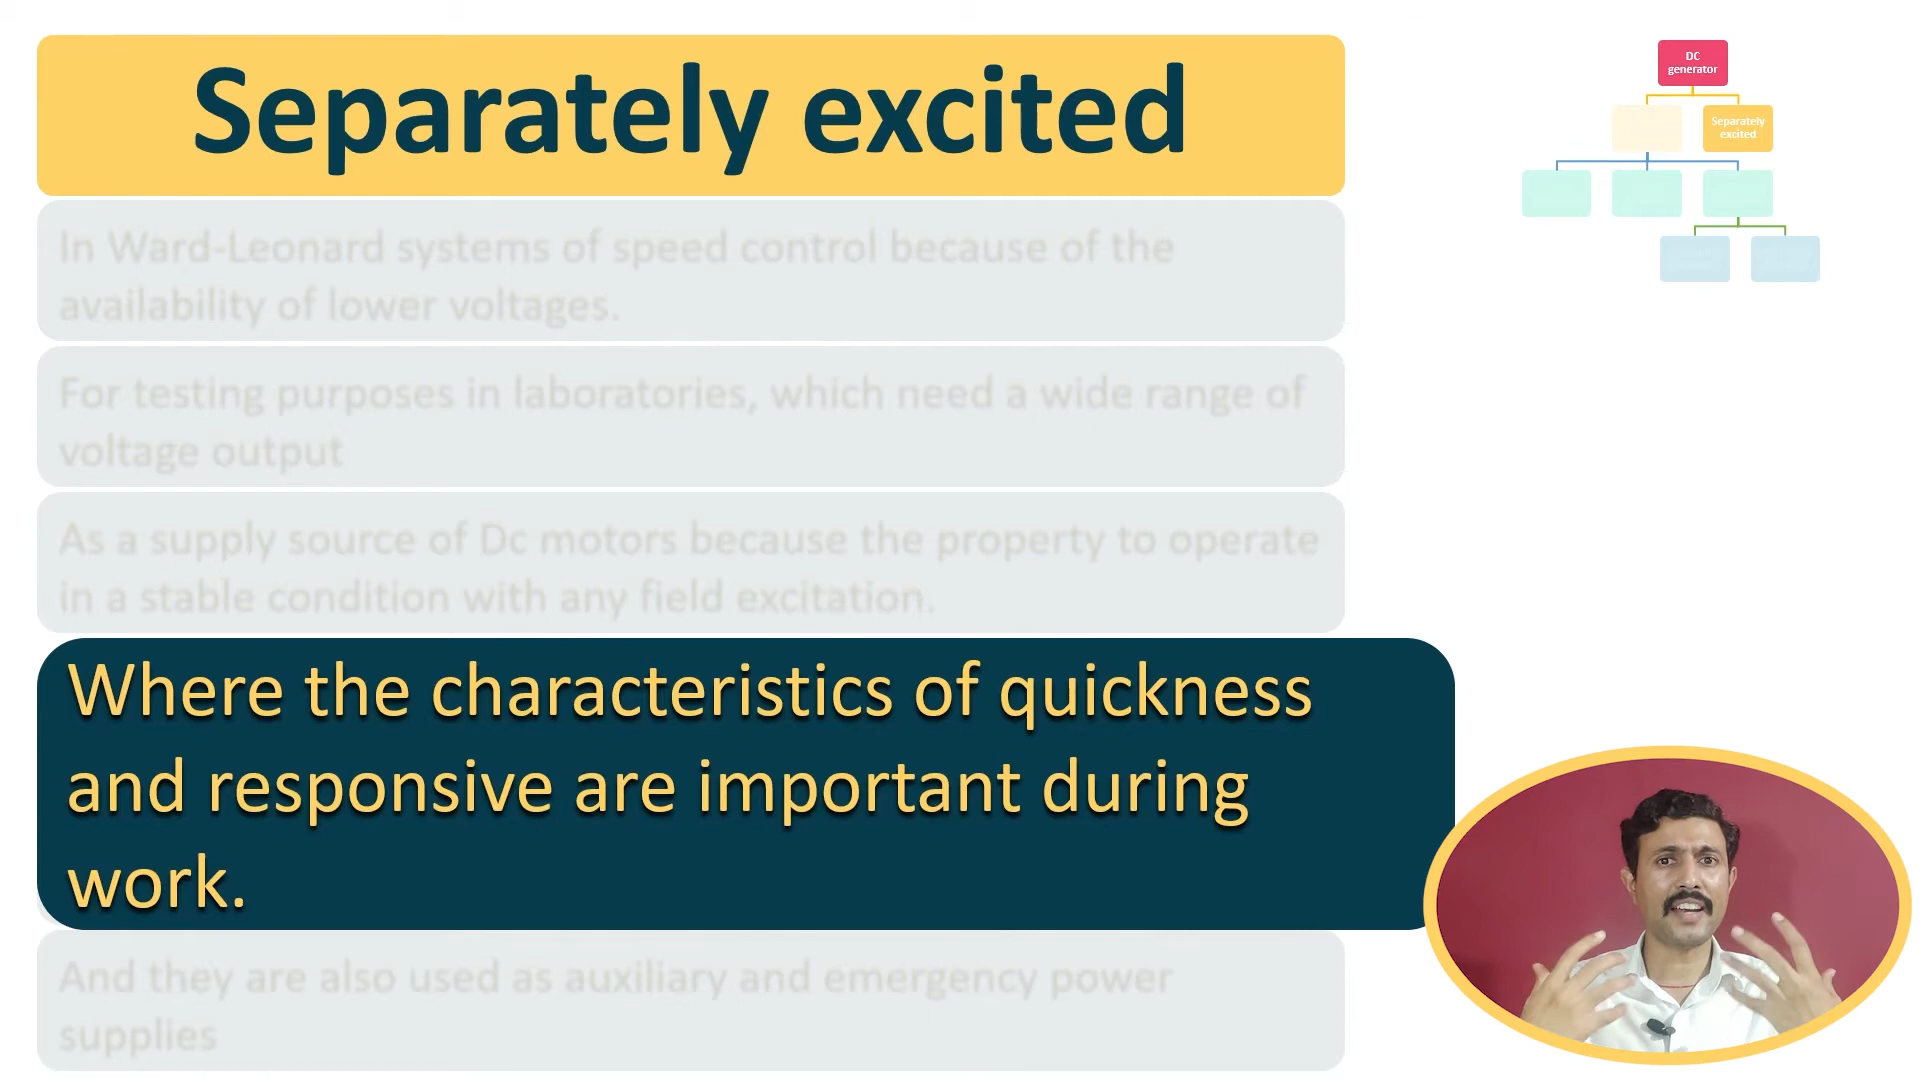 Separately excited
DC
generator
Separately
excited
In Ward-Leonard systems of speed control because of the
availability of lower voltages.
For testing purposes in laboratories, which need a wide range of
voltage output
As a supply source of Dc motors because the property to operate
in a stable condition with any field excitation.
Where the characteristics of quickness
and responsive are important during
work.
And they are also used as auxiliary and emergency power
supplies